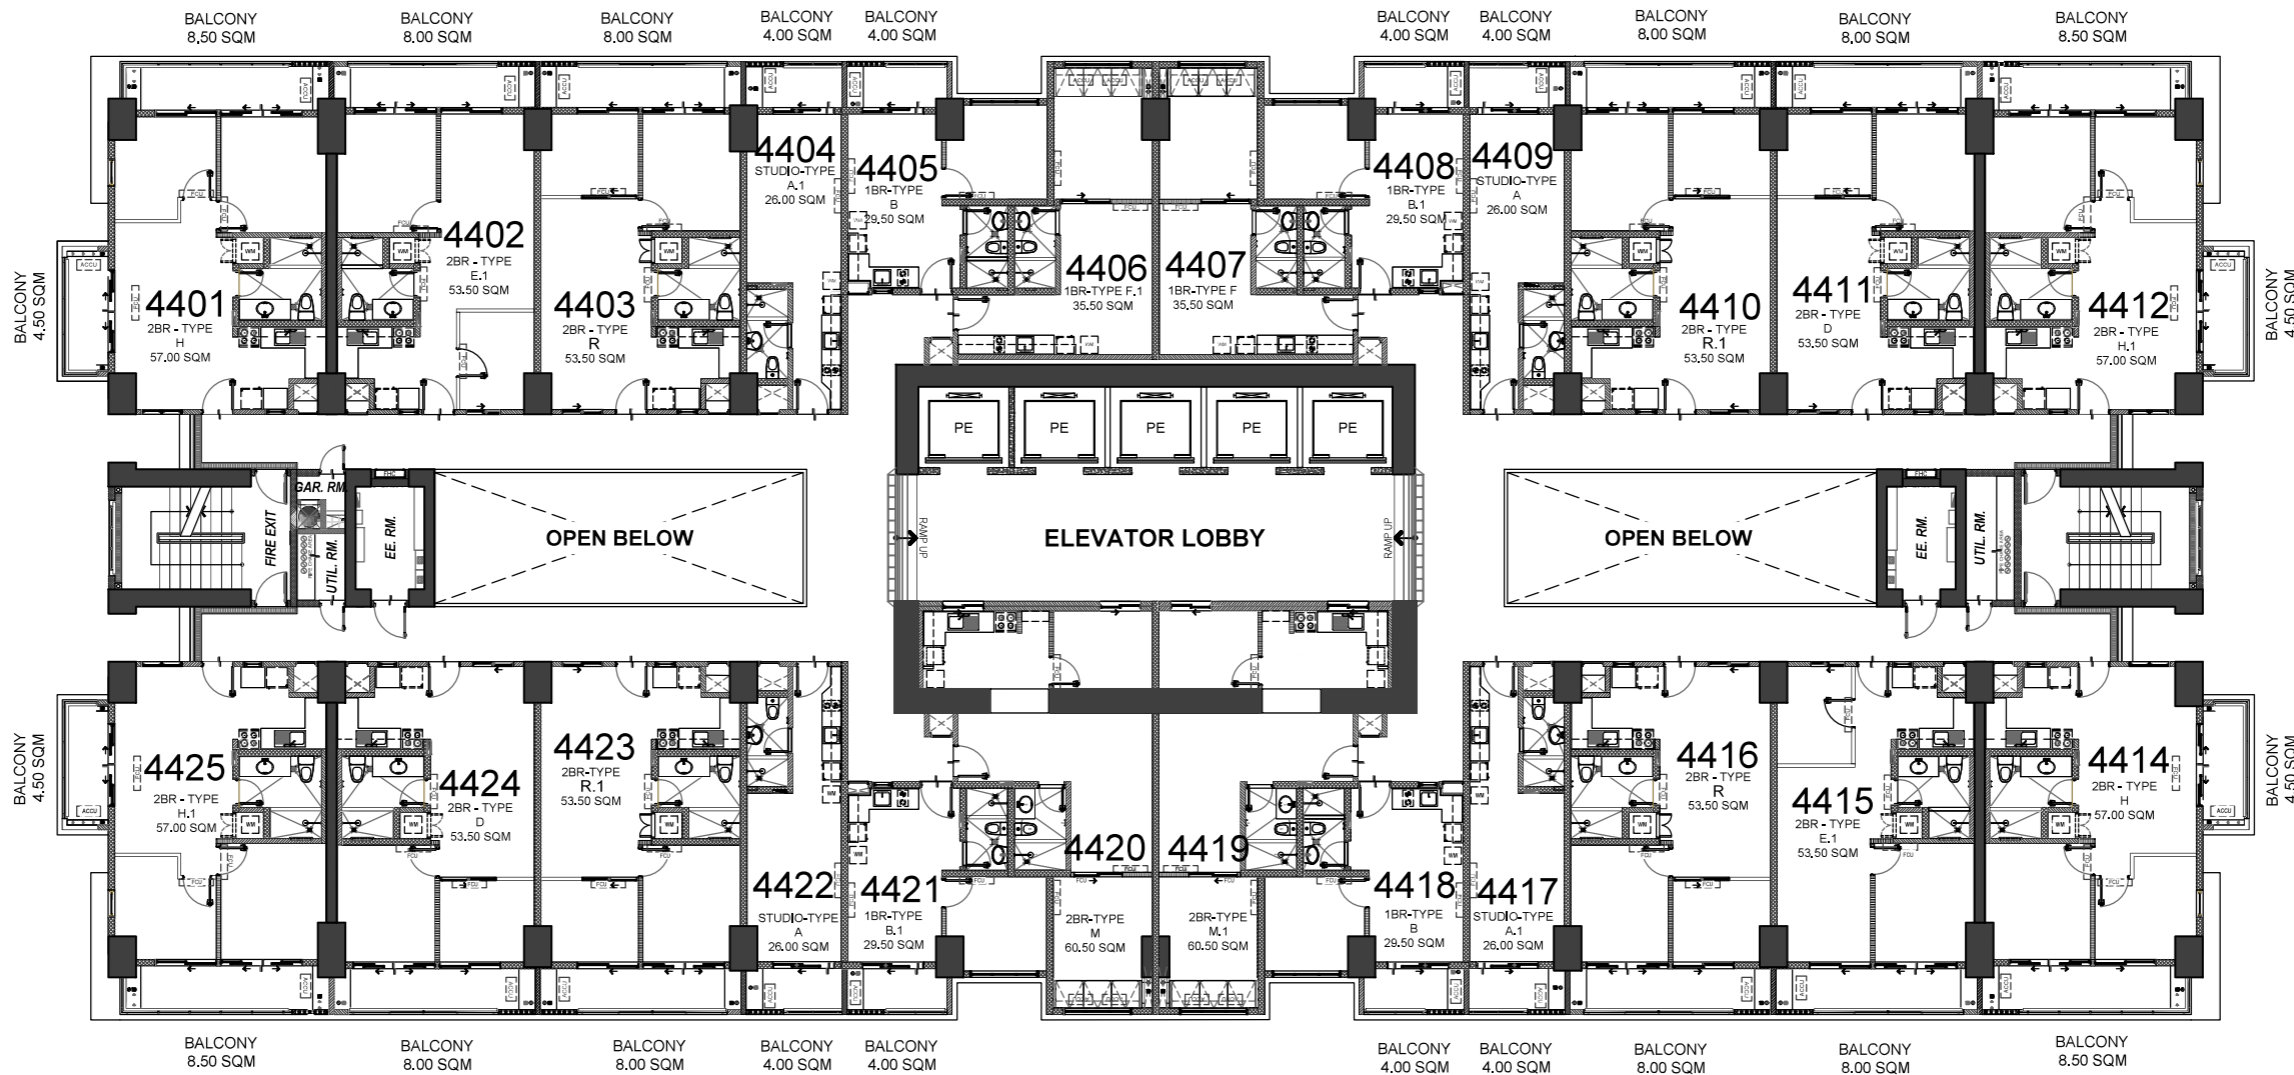 BALCONY
8.50 SQM
BALCONY
8.00 SQM
BALCONY
8.00 SQM
BALCONY
4.00 SQM
BALCONY
4.00 SQM
BALCONY
4.00 SQM
BALCONY
4.00 SQM
BALCONY
8.00 SQM
BALCONY
8.00 SQM
BALCONY
8.50 SQM
4401
2BR - TYPE
H
57.00 SQM
4402
2BR - TYPE
E.1
53.50 SQM
4403
2BR - TYPE
R
53.50 SQM
4404
STUDIO-TYPE
A.1
26.00 SQM
4405
1BR-TYPE
B
29.50 SQM
4406
1BR-TYPE F.1
35.50 SQM
4407
1BR-TYPE F
35.50 SQM
4408
1BR-TYPE
B.1
29.50 SQM
4409
STUDIO-TYPE
A
26.00 SQM
4410
2BR - TYPE
R.1
53.50 SQM
4411
2BR - TYPE
D
53.50 SQM
4412
2BR - TYPE
H.1
57.00 SQM
BALCONY
4.50 SQM
BALCONY
4.50 SQM
PE
PE
PE
PE
PE
FIRE EXIT
GAR. RM.
UTIL. RM.
FHC
EE. RM.
OPEN BELOW
RAMP UP
ELEVATOR LOBBY
RAMP UP
OPEN BELOW
FHC
EE. RM.
UTIL. RM.
BALCONY
4.50 SQM
BALCONY
4.50 SQM
4425
2BR - TYPE
H.1
57.00 SQM
4424
2BR - TYPE
D
53.50 SQM
4423
2BR-TYPE
R.1
53.50 SQM
4422
STUDIO-TYPE
A
26.00 SQM
4421
1BR-TYPE
B.1
29.50 SQM
4420
2BR-TYPE
M
60.50 SQM
4419
2BR-TYPE
M.1
60.50 SQM
4418
1BR-TYPE
B
29.50 SQM
4417
STUDIO-TYPE
A.1
26.00 SQM
4416
2BR - TYPE
R
53.50 SQM
4415
2BR - TYPE
E.1
53.50 SQM
4414
2BR - TYPE
H
57.00 SQM
BALCONY
8.50 SQM
BALCONY
8.00 SQM
BALCONY
8.00 SQM
BALCONY
4.00 SQM
BALCONY
4.00 SQM
BALCONY
4.00 SQM
BALCONY
4.00 SQM
BALCONY
8.00 SQM
BALCONY
8.00 SQM
BALCONY
8.50 SQM